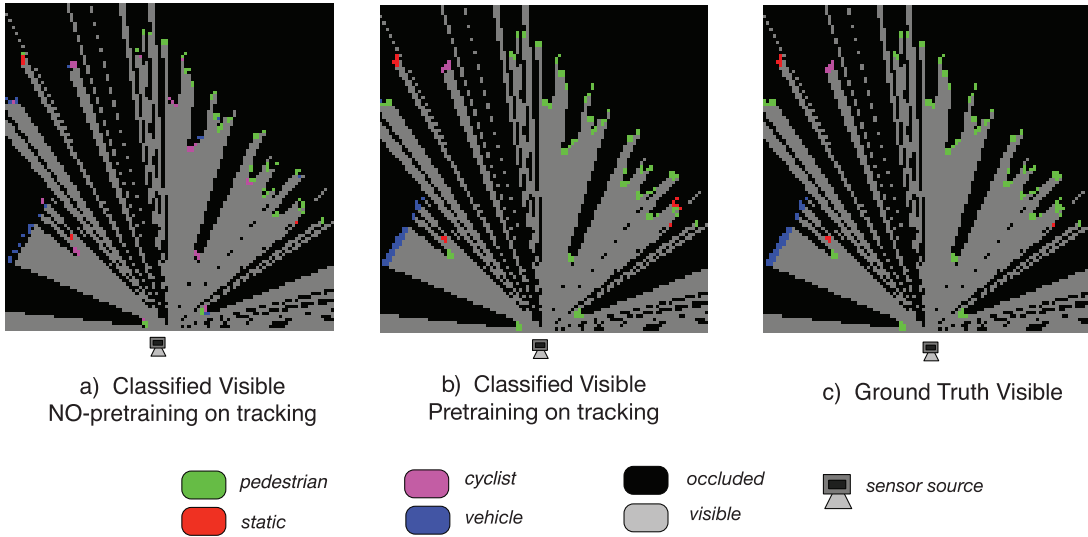 a) Classified Visible
NO-pretraining on tracking
b) Classified Visible
Pretraining on tracking
c) Ground Truth Visible
pedestrian
cyclist
occluded
sensor source
static
vehicle
visible